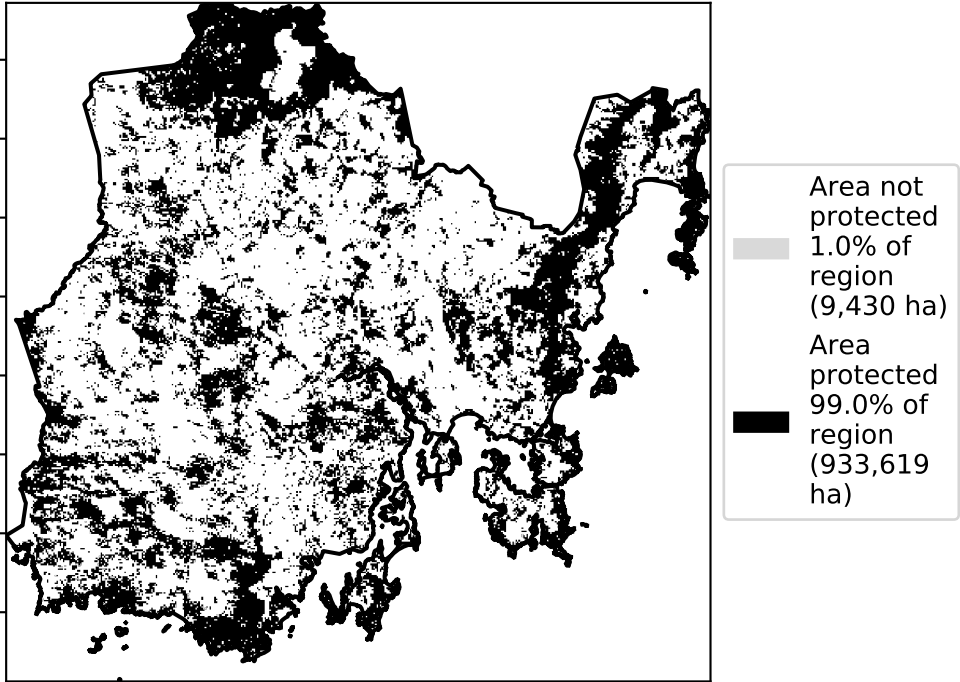 Area not
protected
1.0% of
region
(9,430 ha)
Area
protected
99.0% of
region
(933,619
ha)